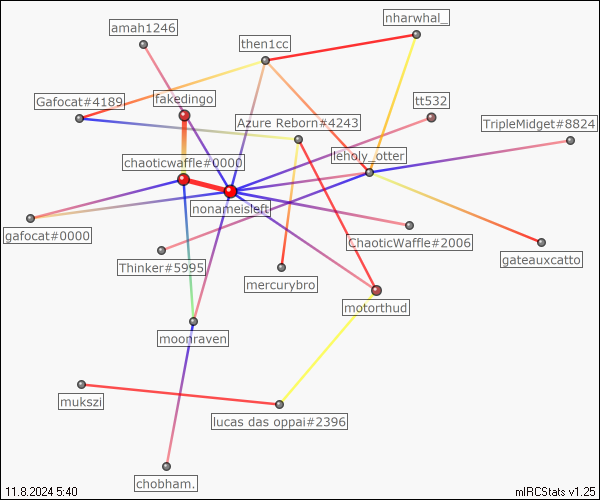 nharwhal_
amah1246
then1cc
Gafocat#4189
fakedingo
tt532
Azure Reborn#4243
TripleMidget#8824
chaoticwaffle#0000
leholy_otter
nonameisleft
gafocat#0000
ChaoticWaffle#2006
Thinker#5995
gateauxcatto
mercurybro
motorthud
moonraven
mukszi
lucas das oppai#2396
chobham.
11.8.2024 5:40
mIRCStats v1.25